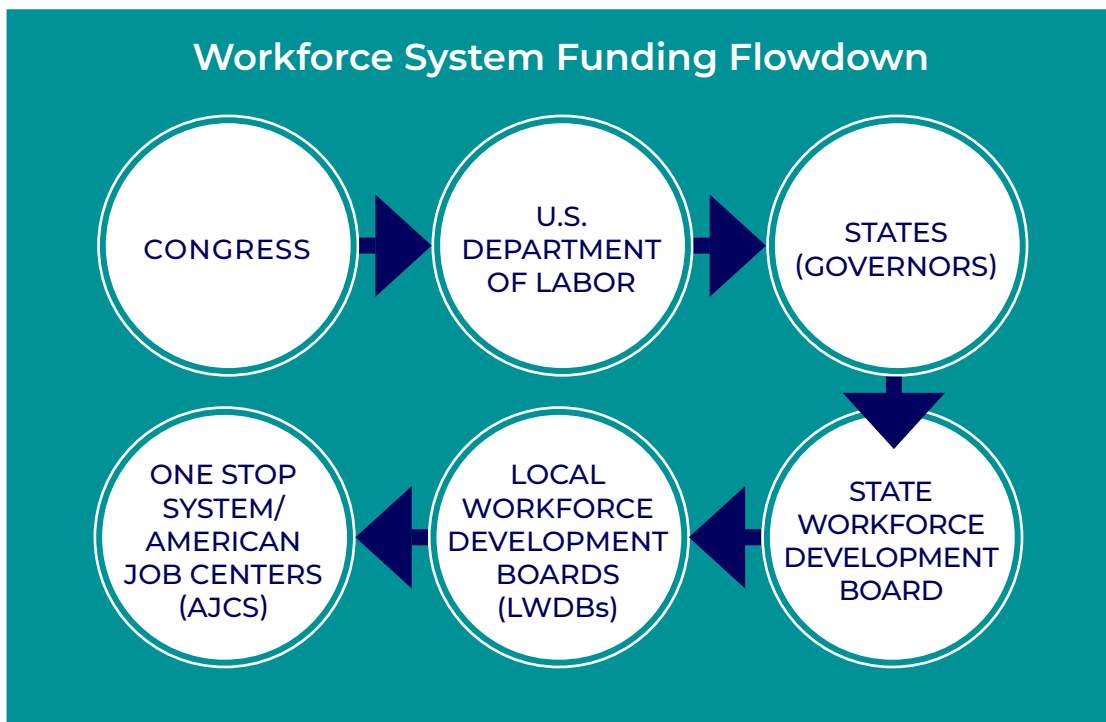 Workforce System Funding Flowdown
CONGRESS
U.S.
DEPARTMENT
OF LABOR
STATES
(GOVERNORS)
STATE
WORKFORCE
DEVELOPMENT
BOARD
LOCAL
WORKFORCE
DEVELOPMENT
BOARDS
(LWDBs)
ONE STOP
SYSTEM/
AMERICAN
JOB CENTERS
(AJCS)